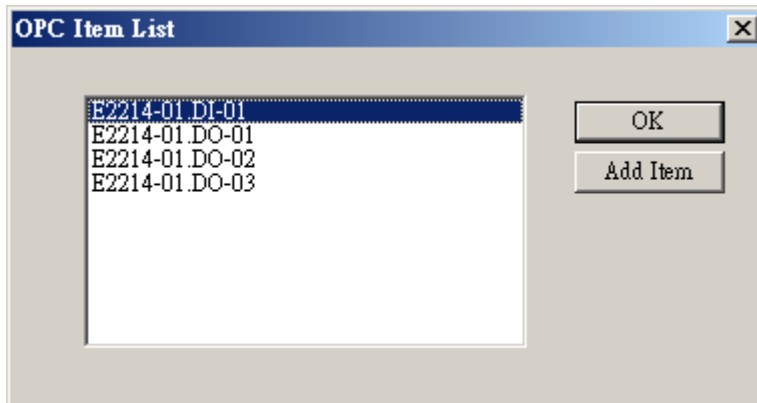 OPC Item List
E2214-01.DI-01
E2214-01.DO-01
E2214-01.DO-02
E2214-01.DO-03
OK
Add Item